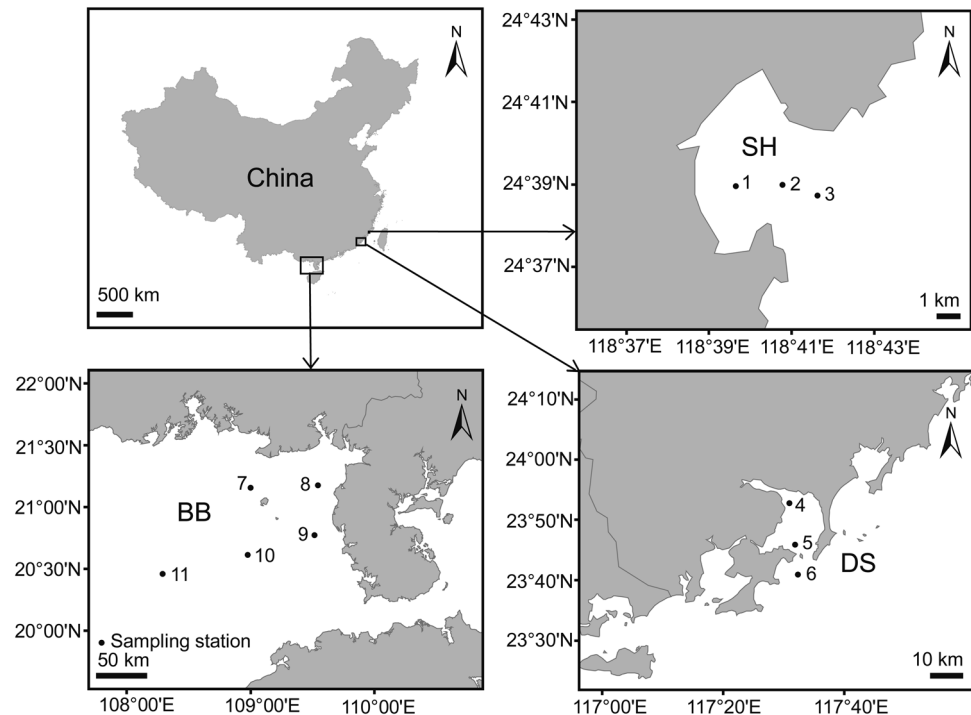 N
China
500 km
24°43'N
24°41'N
24°39'N
24°37'N
N
SH
1
2
3
1 km
118°37'E
118°39'E
118°41'E
118°43'E
22°00'N
21°30'N
21°00'N
20°30'N
20°00'N
N
7
8
BB
9
10
11
Sampling station
50 km
108°00'E
109°00'E
110°00'E
24°10'N
24°00'N
23°50'N
23°40'N
23°30'N
N
4
5
DS
6
10 km
117°00'E
117°20'E
117°40'E